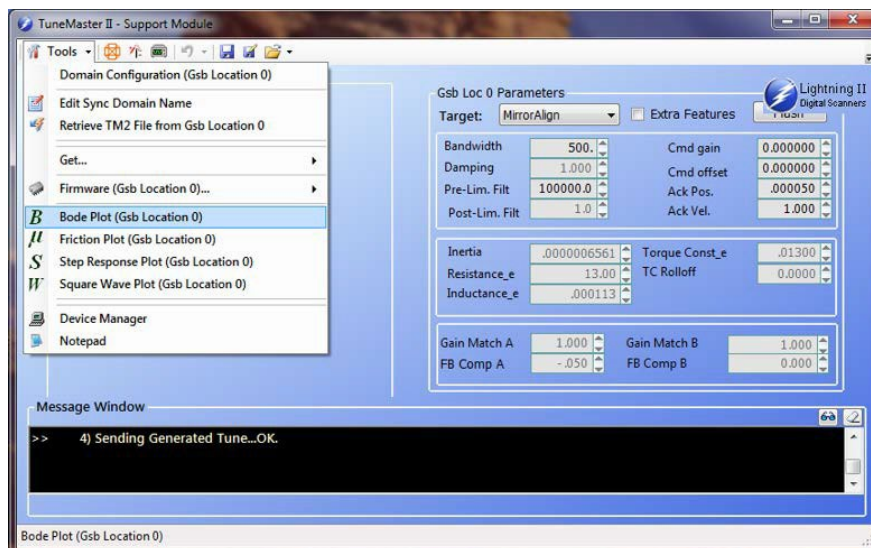 TuneMaster II - Support Module
Tools
Domain Configuration (Gsb Location 0)
Edit Sync Domain Name
Retrieve TM2 File from Gsb Location 0
Get...
Firmware (Gsb Location 0)...
B Bode Plot (Gsb Location 0)
μ Friction Plot (Gsb Location 0)
S Step Response Plot (Gsb Location 0)
W Square Wave Plot (Gsb Location 0)
Device Manager
Notepad
Gsb Loc 0 Parameters
Lightning II
Digital Scanners
Target: MirrorAlign Extra Features
Bandwidth 500. Cmd gain 0.000000
Damping 1.000 Cmd offset 0.000000
Pre-Lim. Filt 100000.0 Ack Pos. .000050
Post-Lim. Filt 1.0 Ack Vel. 1.000
Inertia .0000006561 Torque Const_e .01300
Resistance_e 13.00 TC Rolloff 0.0000
Inductance_e .000113
Gain Match A 1.000 Gain Match B 1.000
FB Comp A -.050 FB Comp B 0.000
Message Window
>> 4) Sending Generated Tune...OK.
Bode Plot (Gsb Location 0)